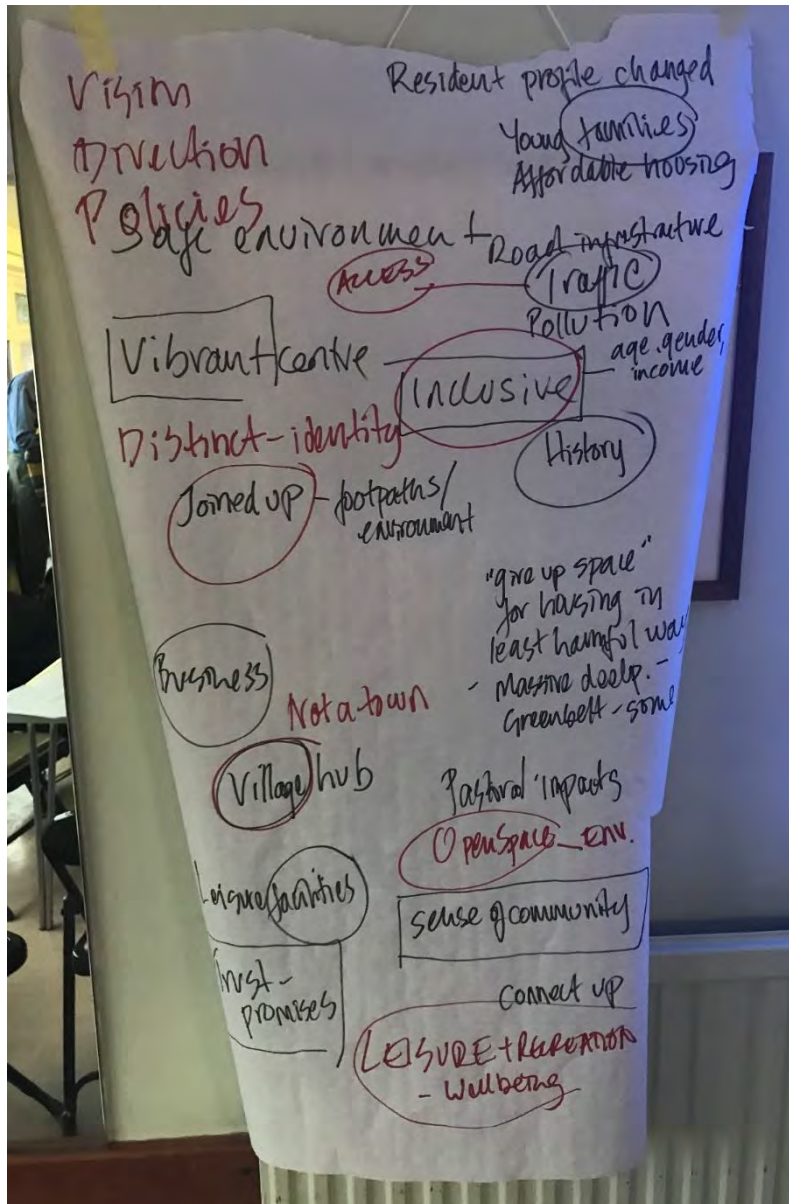 Vision
Direction
Policies
Resident profile changed
Young families
Affordable housing
Safe environment
Road infrastructure
Access
Traffic
Pollution
Vibrant centre
Inclusive
age, gender,
income
Distinct-identity
History
Joined up - footpaths/
environment
"give up space"
for housing in
least harmful way
- Massive
Greenbelt - some
Business
Not a town
Village hub
Pastoral impacts
Open Space - Env.
Leisure facilities
sense of community
Trust -
promises
Connect up
LEISURE + RECREATION
- Wellbeing